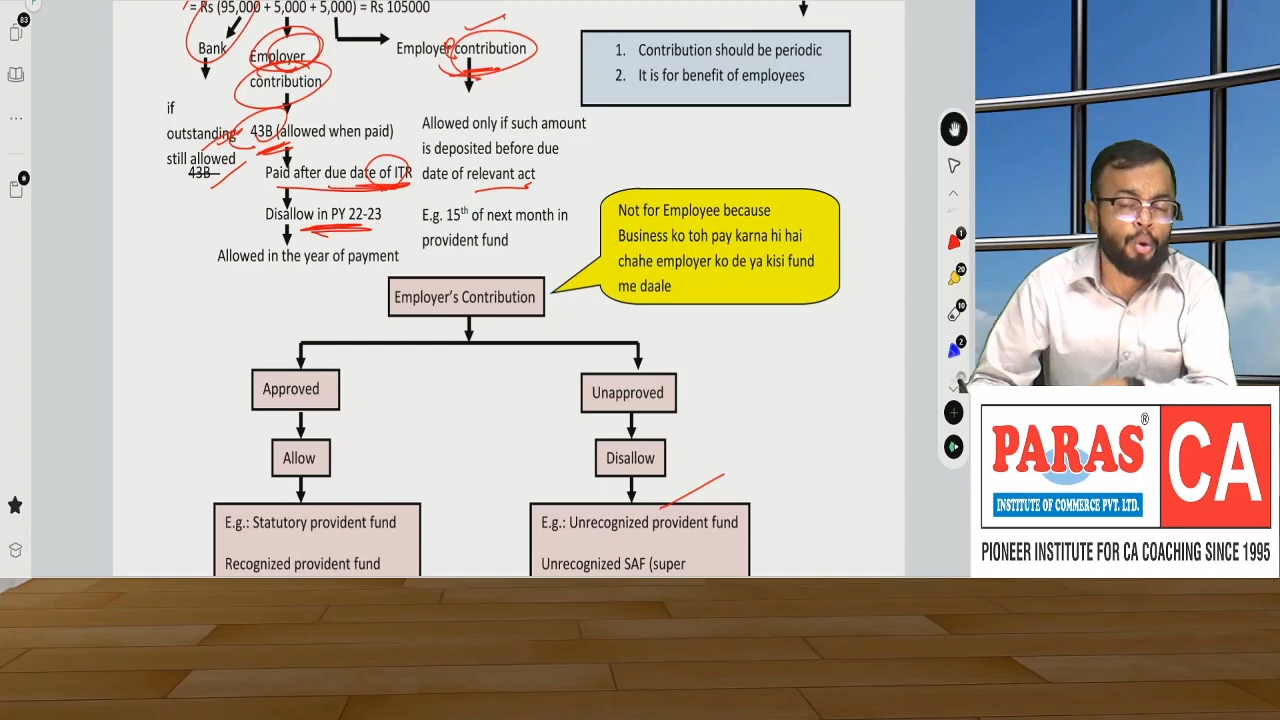 = Rs (95,000 + 5,000 + 5,000) = Rs 105000
Bank
Employer
contribution
Employee contribution
1. Contribution should be periodic
2. It is for benefit of employees
if
outstanding
still allowed
43B
43B (allowed when paid)
Paid after due date of ITR
Disallow in PY 22-23
Allowed in the year of payment
Allowed only if such amount
is deposited before due
date of relevant act
E.g. 15th of next month in
provident fund
Not for Employee because
Business ko toh pay karna hi hai
chahe employer ko de ya kisi fund
me daale
Employer's Contribution
Approved
Unapproved
Allow
Disallow
E.g.: Statutory provident fund
Recognized provident fund
E.g.: Unrecognized provident fund
Unrecognized SAF (super
83
1
20
10
2
PARAS ®
INSTITUTE OF COMMERCE PVT. LTD.
CA
PIONEER INSTITUTE FOR CA COACHING SINCE 1995